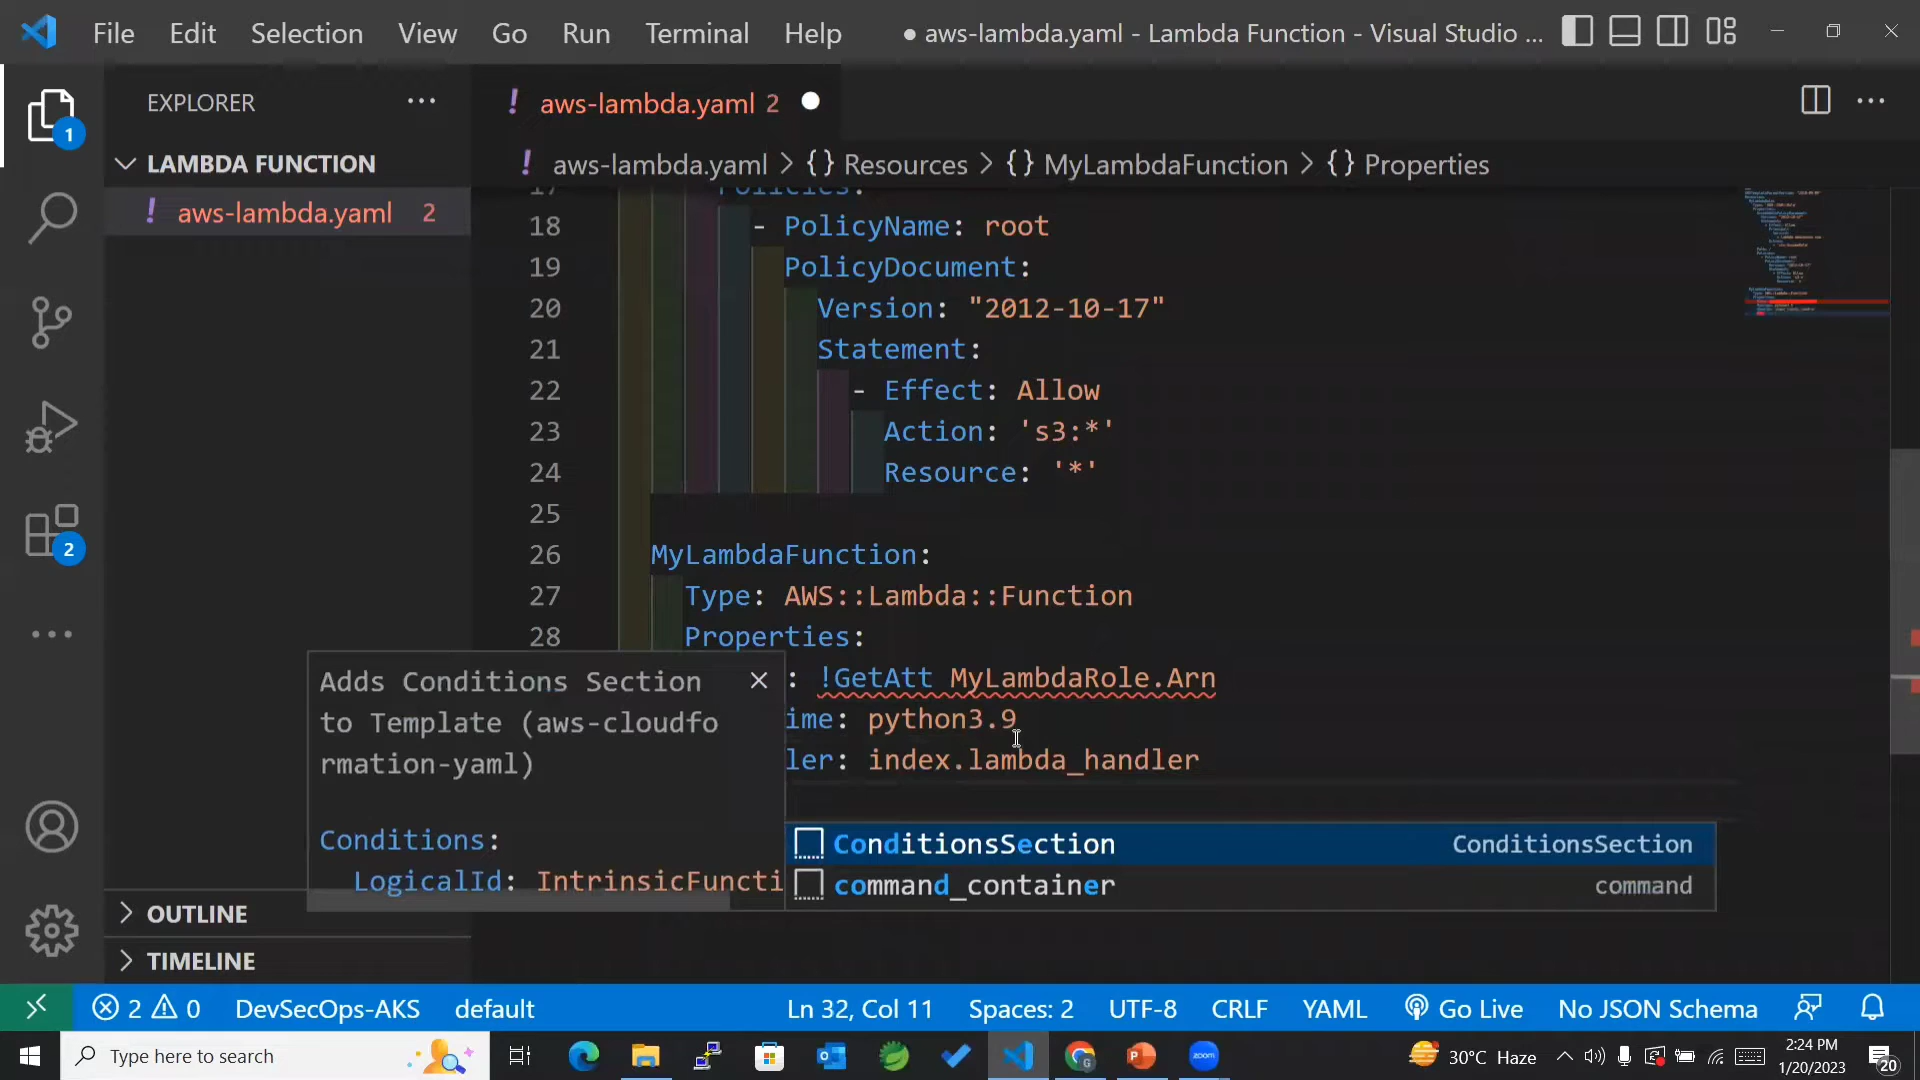 File Edit Selection View Go Run Terminal Help
● aws-lambda.yaml - Lambda Function - Visual Studio ...
EXPLORER
! aws-lambda.yaml 2
LAMBDA FUNCTION
! aws-lambda.yaml 2
! aws-lambda.yaml > {} Resources > {} MyLambdaFunction > {} Properties
17 Policies:
18 - PolicyName: root
19 PolicyDocument:
20 Version: "2012-10-17"
21 Statement:
22 - Effect: Allow
23 Action: 's3:*'
24 Resource: '*'
25
26 MyLambdaFunction:
27 Type: AWS::Lambda::Function
28 Properties:
: !GetAtt MyLambdaRole.Arn
ime: python3.9
ler: index.lambda_handler
Adds Conditions Section
to Template (aws-cloudfo
rmation-yaml)
Conditions:
LogicalId: IntrinsicFuncti
ConditionsSection ConditionsSection
command_container command
1
2
OUTLINE
TIMELINE
2 0 DevSecOps-AKS default Ln 32, Col 11 Spaces: 2 UTF-8 CRLF YAML Go Live No JSON Schema
Type here to search
zoom
30°C Haze
2:24 PM
1/20/2023
20